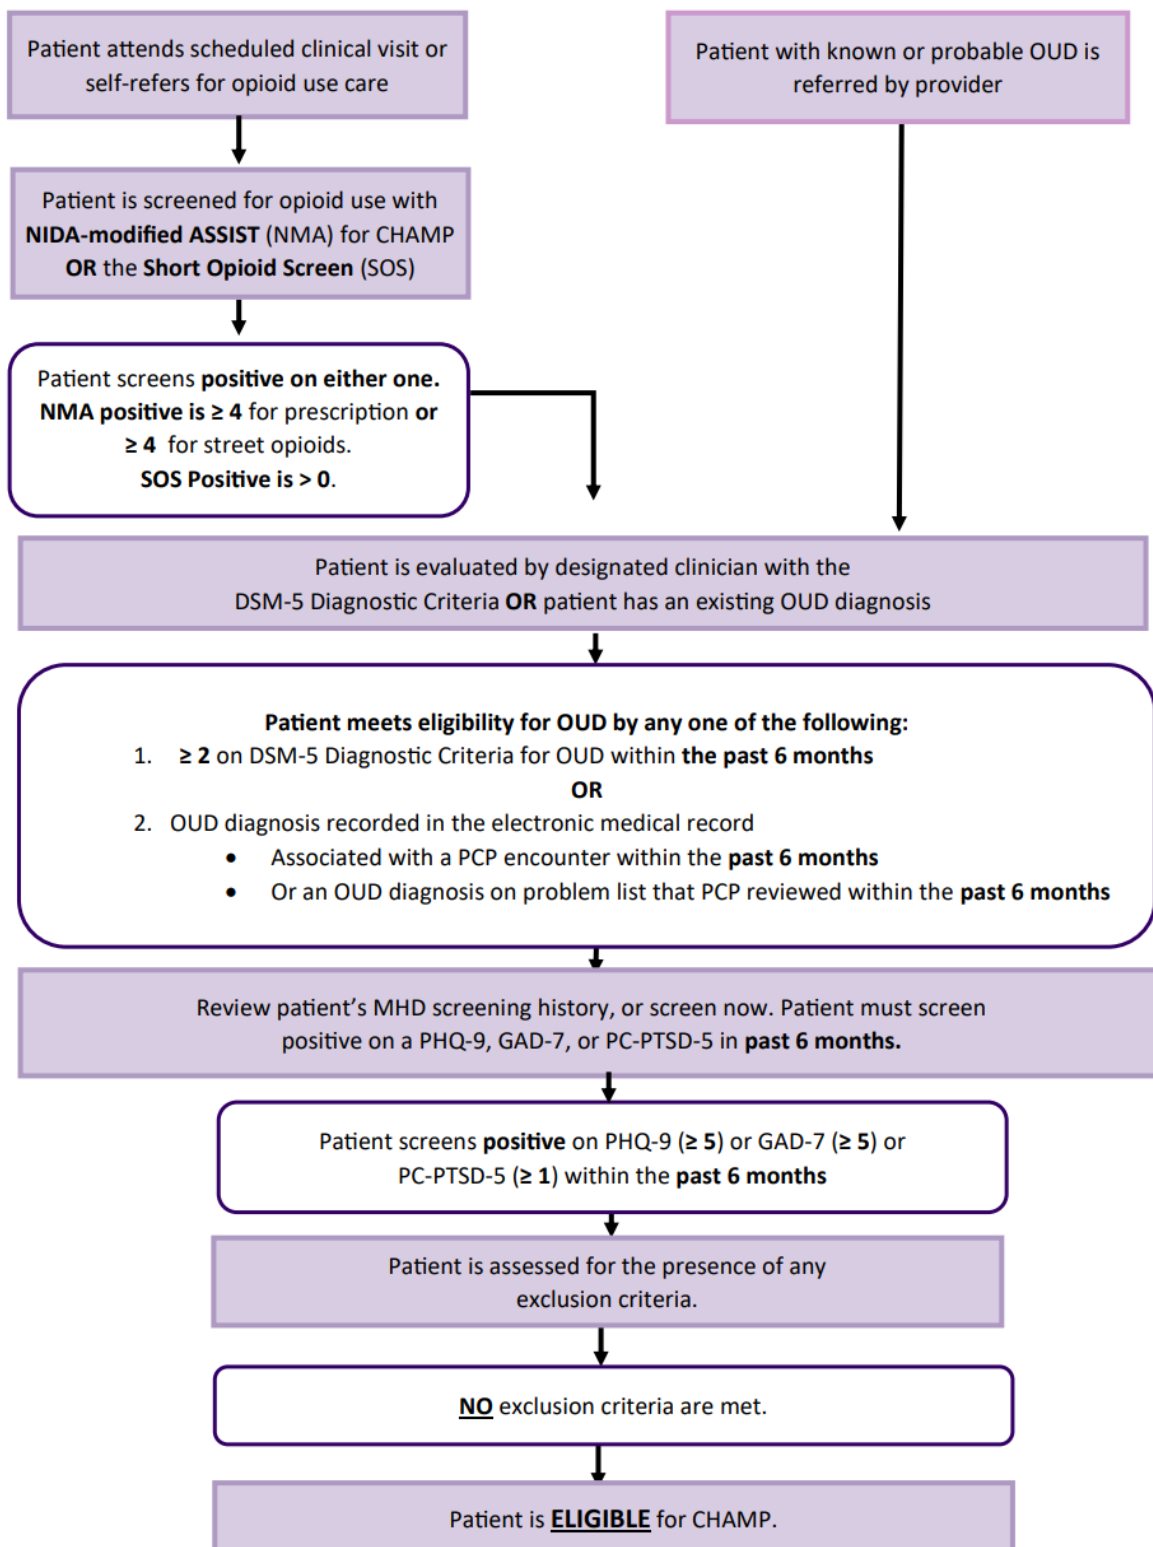 Patient attends scheduled clinical visit or
self-refers for opioid use care
Patient with known or probable OUD is
referred by provider
Patient is screened for opioid use with
NIDA-modified ASSIST (NMA) for CHAMP
OR the Short Opioid Screen (SOS)
Patient screens positive on either one.
NMA positive is ≥ 4 for prescription or
≥ 4 for street opioids.
SOS Positive is > 0.
Patient is evaluated by designated clinician with the
DSM-5 Diagnostic Criteria OR patient has an existing OUD diagnosis
Patient meets eligibility for OUD by any one of the following:
1. ≥ 2 on DSM-5 Diagnostic Criteria for OUD within the past 6 months
OR
2. OUD diagnosis recorded in the electronic medical record
• Associated with a PCP encounter within the past 6 months
• Or an OUD diagnosis on problem list that PCP reviewed within the past 6 months
Review patient’s MHD screening history, or screen now. Patient must screen
positive on a PHQ-9, GAD-7, or PC-PTSD-5 in past 6 months.
Patient screens positive on PHQ-9 (≥ 5) or GAD-7 (≥ 5) or
PC-PTSD-5 (≥ 1) within the past 6 months
Patient is assessed for the presence of any
exclusion criteria.
NO exclusion criteria are met.
Patient is ELIGIBLE for CHAMP.